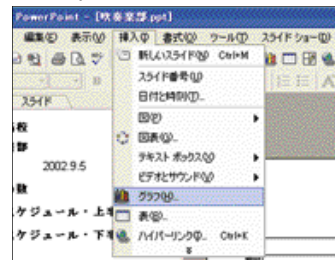 PowerPoint - [吹奏楽部.ppt]
編集(E) 表示(V) 挿入(I) 書式(O) ツール(T) スライド ショー(D)
新しいスライド(N) Ctrl+M
スライド番号(U)
日付と時刻(T)...
図(P)
図表(G)...
テキスト ボックス(X)
ビデオとサウンド(V)
グラフ(H)...
表(B)...
ハイパーリンク(I)... Ctrl+K
スライド
2002.9.5
ケジュール・上半
ケジュール・下半